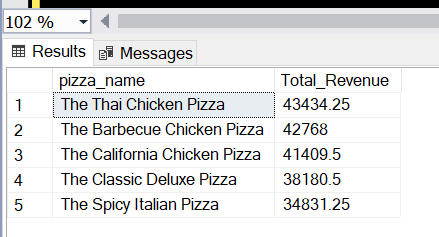 102 %
Results Messages
pizza_name Total_Revenue
1 The Thai Chicken Pizza 43434.25
2 The Barbecue Chicken Pizza 42768
3 The California Chicken Pizza 41409.5
4 The Classic Deluxe Pizza 38180.5
5 The Spicy Italian Pizza 34831.25